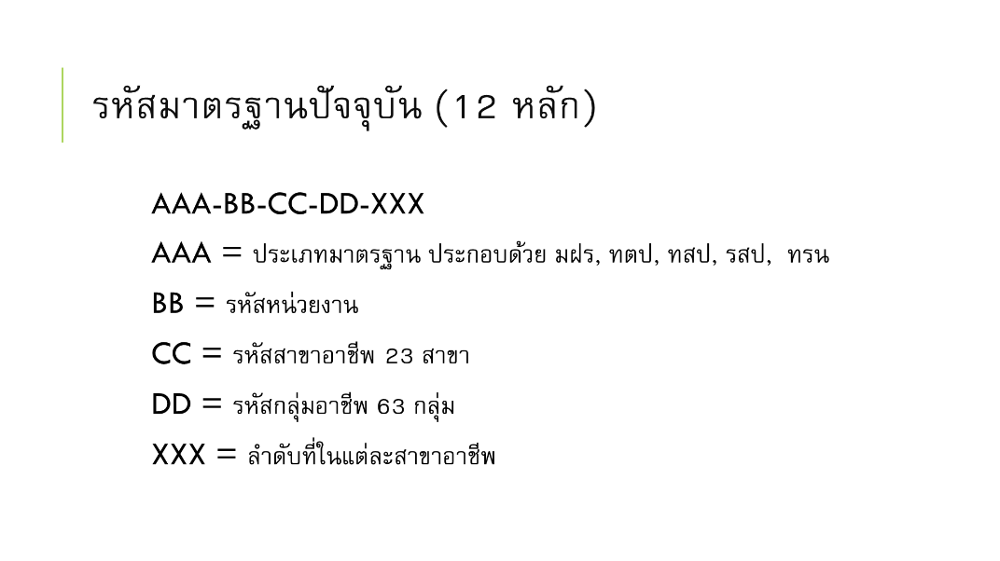 รหัสมาตรฐานปัจจุบัน (12 หลัก)
AAA-BB-CC-DD-XXX
AAA = ประเภทมาตรฐาน ประกอบด้วย มฝร, ทตป, ทสป, รสป, ทรน
BB = รหัสหน่วยงาน
CC = รหัสสาขาอาชีพ 23 สาขา
DD = รหัสกลุ่มอาชีพ 63 กลุ่ม
XXX = ลำดับที่ในแต่ละสาขาอาชีพ